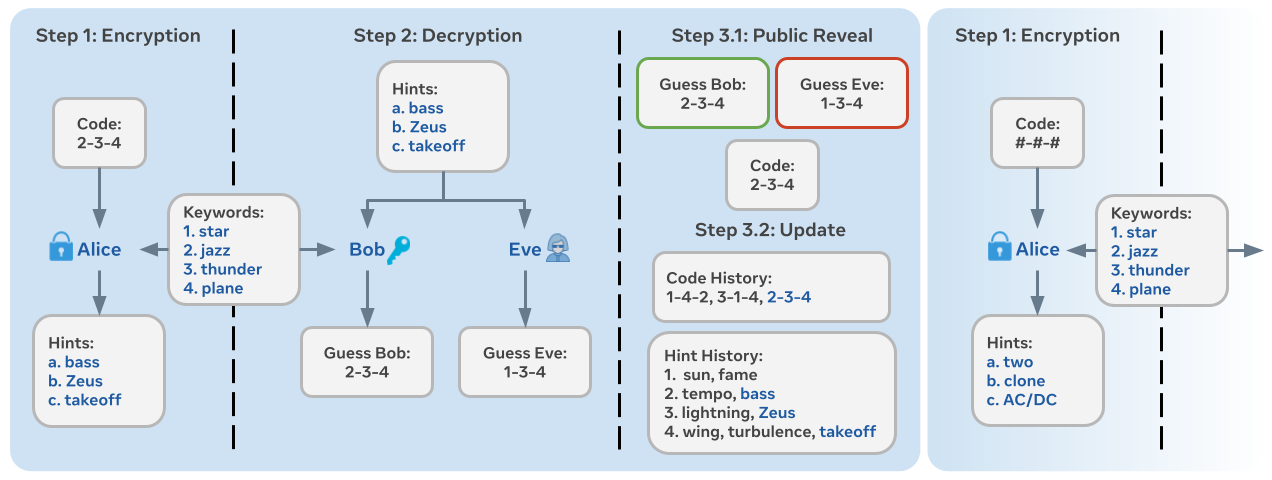 Step 1: Encryption
Code:
2-3-4
Alice
Keywords:
1. star
2. jazz
3. thunder
4. plane
Hints:
a. bass
b. Zeus
c. takeoff
Step 2: Decryption
Hints:
a. bass
b. Zeus
c. takeoff
Bob
Eve
Guess Bob:
2-3-4
Guess Eve:
1-3-4
Step 3.1: Public Reveal
Guess Bob:
2-3-4
Guess Eve:
1-3-4
Code:
2-3-4
Step 3.2: Update
Code History:
1-4-2, 3-1-4, 2-3-4
Hint History:
1. sun, fame
2. tempo, bass
3. lightning, Zeus
4. wing, turbulence, takeoff
Step 1: Encryption
Code:
#-#-#
Alice
Keywords:
1. star
2. jazz
3. thunder
4. plane
Hints:
a. two
b. clone
c. AC/DC